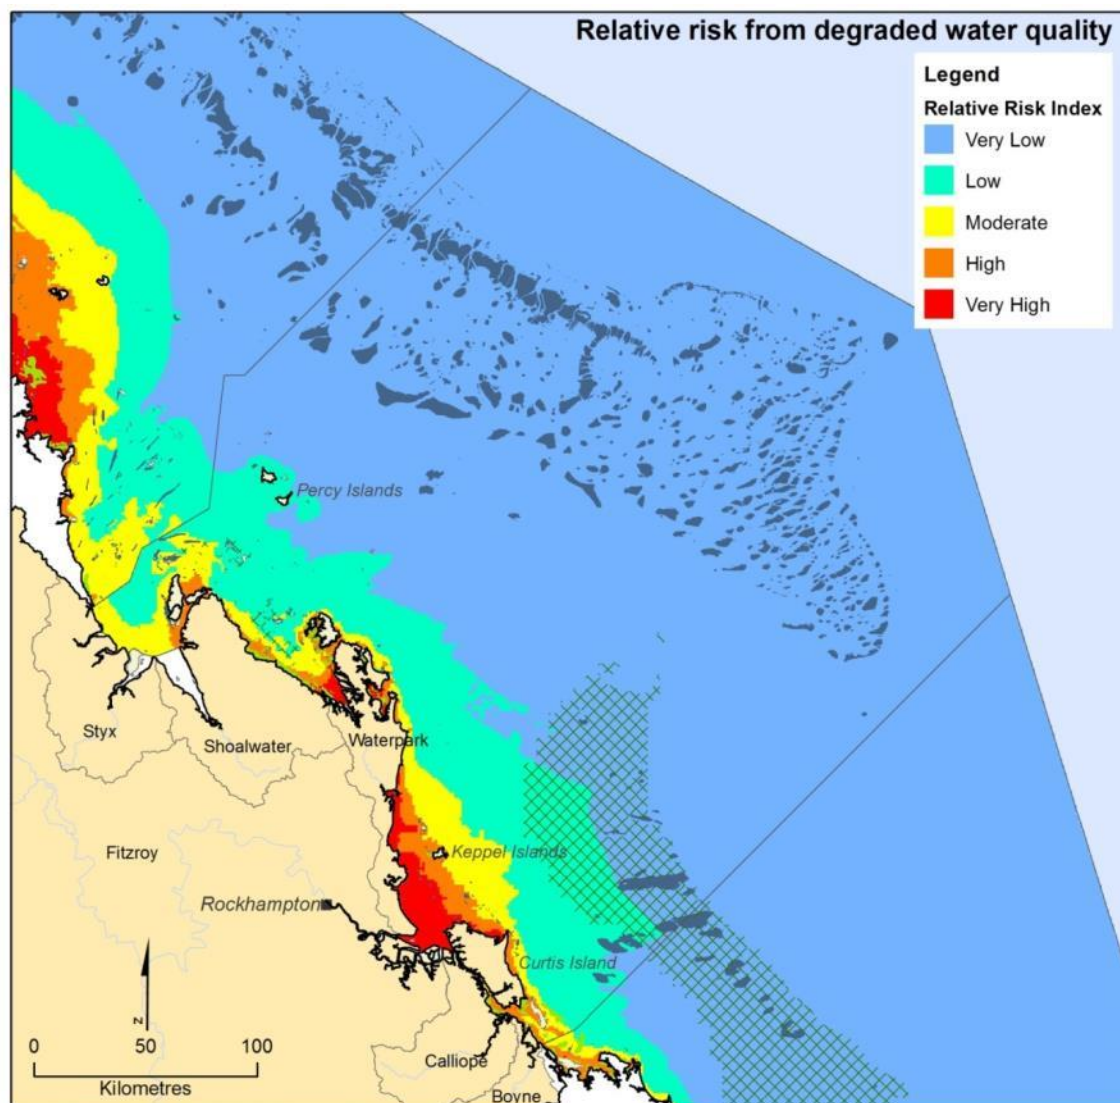 Relative risk from degraded water quality
Legend
Relative Risk Index
Very Low
Low
Moderate
High
Very High
Percy Islands
Styx
Shoalwater
Waterpark
Fitzroy
Keppel Islands
Rockhampton
Curtis Island
Calliope
Boyne
N
0 50 100
Kilometres